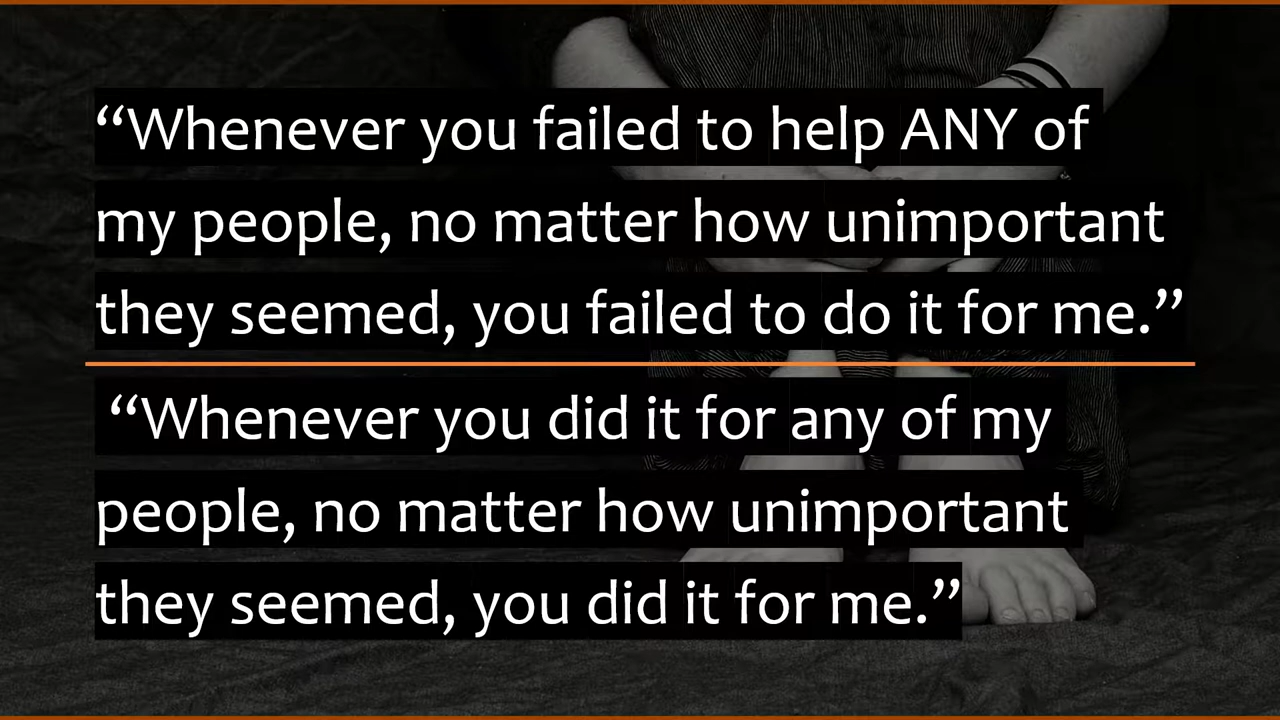 “Whenever you failed to help ANY of
my people, no matter how unimportant
they seemed, you failed to do it for me.”
“Whenever you did it for any of my
people, no matter how unimportant
they seemed, you did it for me.”